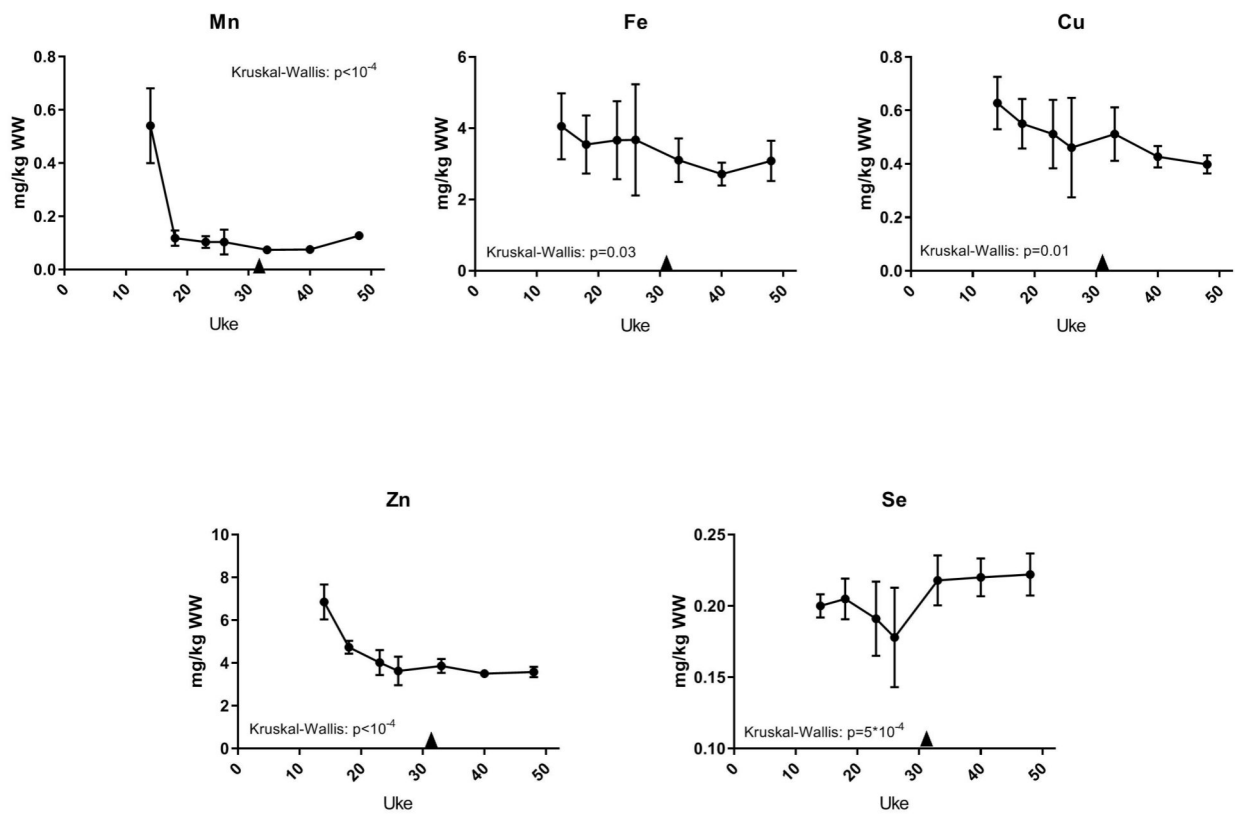 Mn
Fe
Cu
mg/kg WW
0.8
0.6
0.4
0.2
0.0
Kruskal-Wallis: p<10⁻⁴
0
10
20
30
40
50
Uke
mg/kg WW
6
4
2
0
Kruskal-Wallis: p=0.03
0
10
20
30
40
50
Uke
mg/kg WW
0.8
0.6
0.4
0.2
0.0
Kruskal-Wallis: p=0.01
0
10
20
30
40
50
Uke
Zn
Se
mg/kg WW
10
8
6
4
2
0
Kruskal-Wallis: p<10⁻⁴
0
10
20
30
40
50
Uke
mg/kg WW
0.25
0.20
0.15
0.10
Kruskal-Wallis: p=5*10⁻⁴
0
10
20
30
40
50
Uke